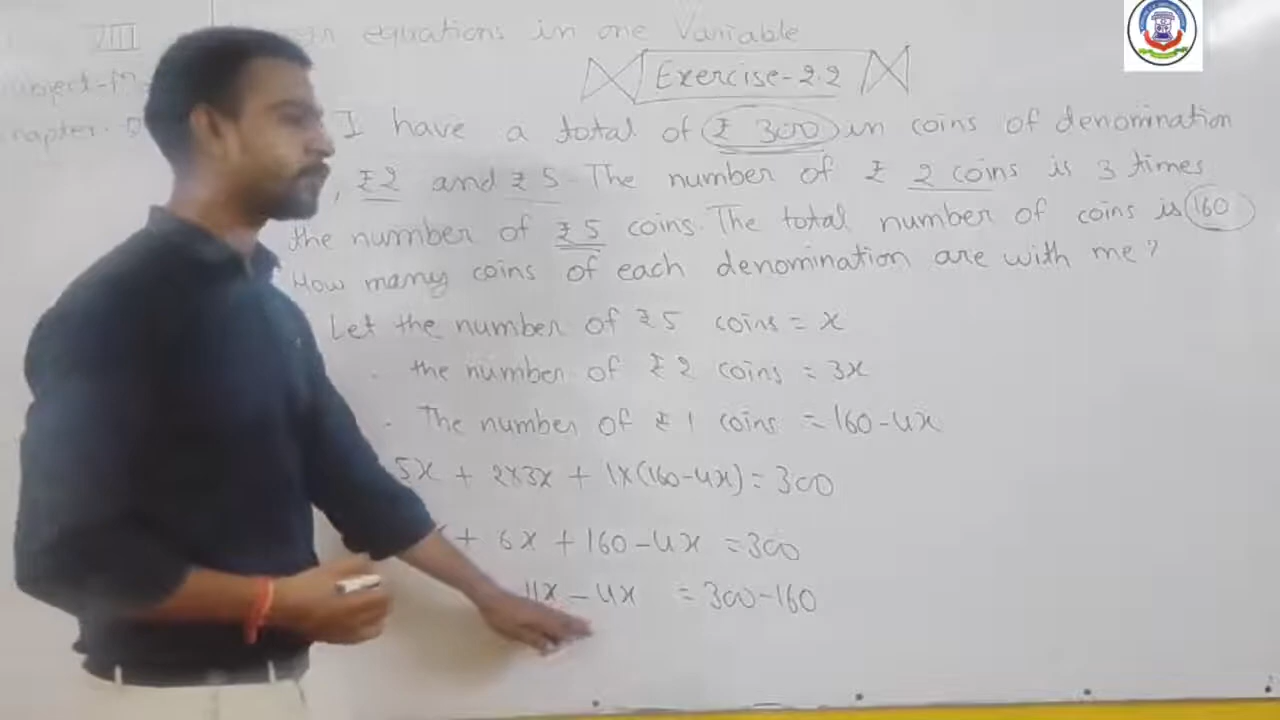 VIII
equations in one Variable
Exercise-2.2
I have a total of ₹ 300 in coins of denomination
, ₹2 and ₹ 5. The number of ₹ 2 coins is 3 times
the number of ₹5 coins. The total number of coins is 160
How many coins of each denomination are with me?
Let the number of ₹5 coins = x
the number of ₹ 2 coins = 3x
The number of ₹ 1 coins = 160-4x
5x + 2x3x + 1x(160-4x) = 300
+ 6x + 160-4x = 300
11x - 4x = 300-160